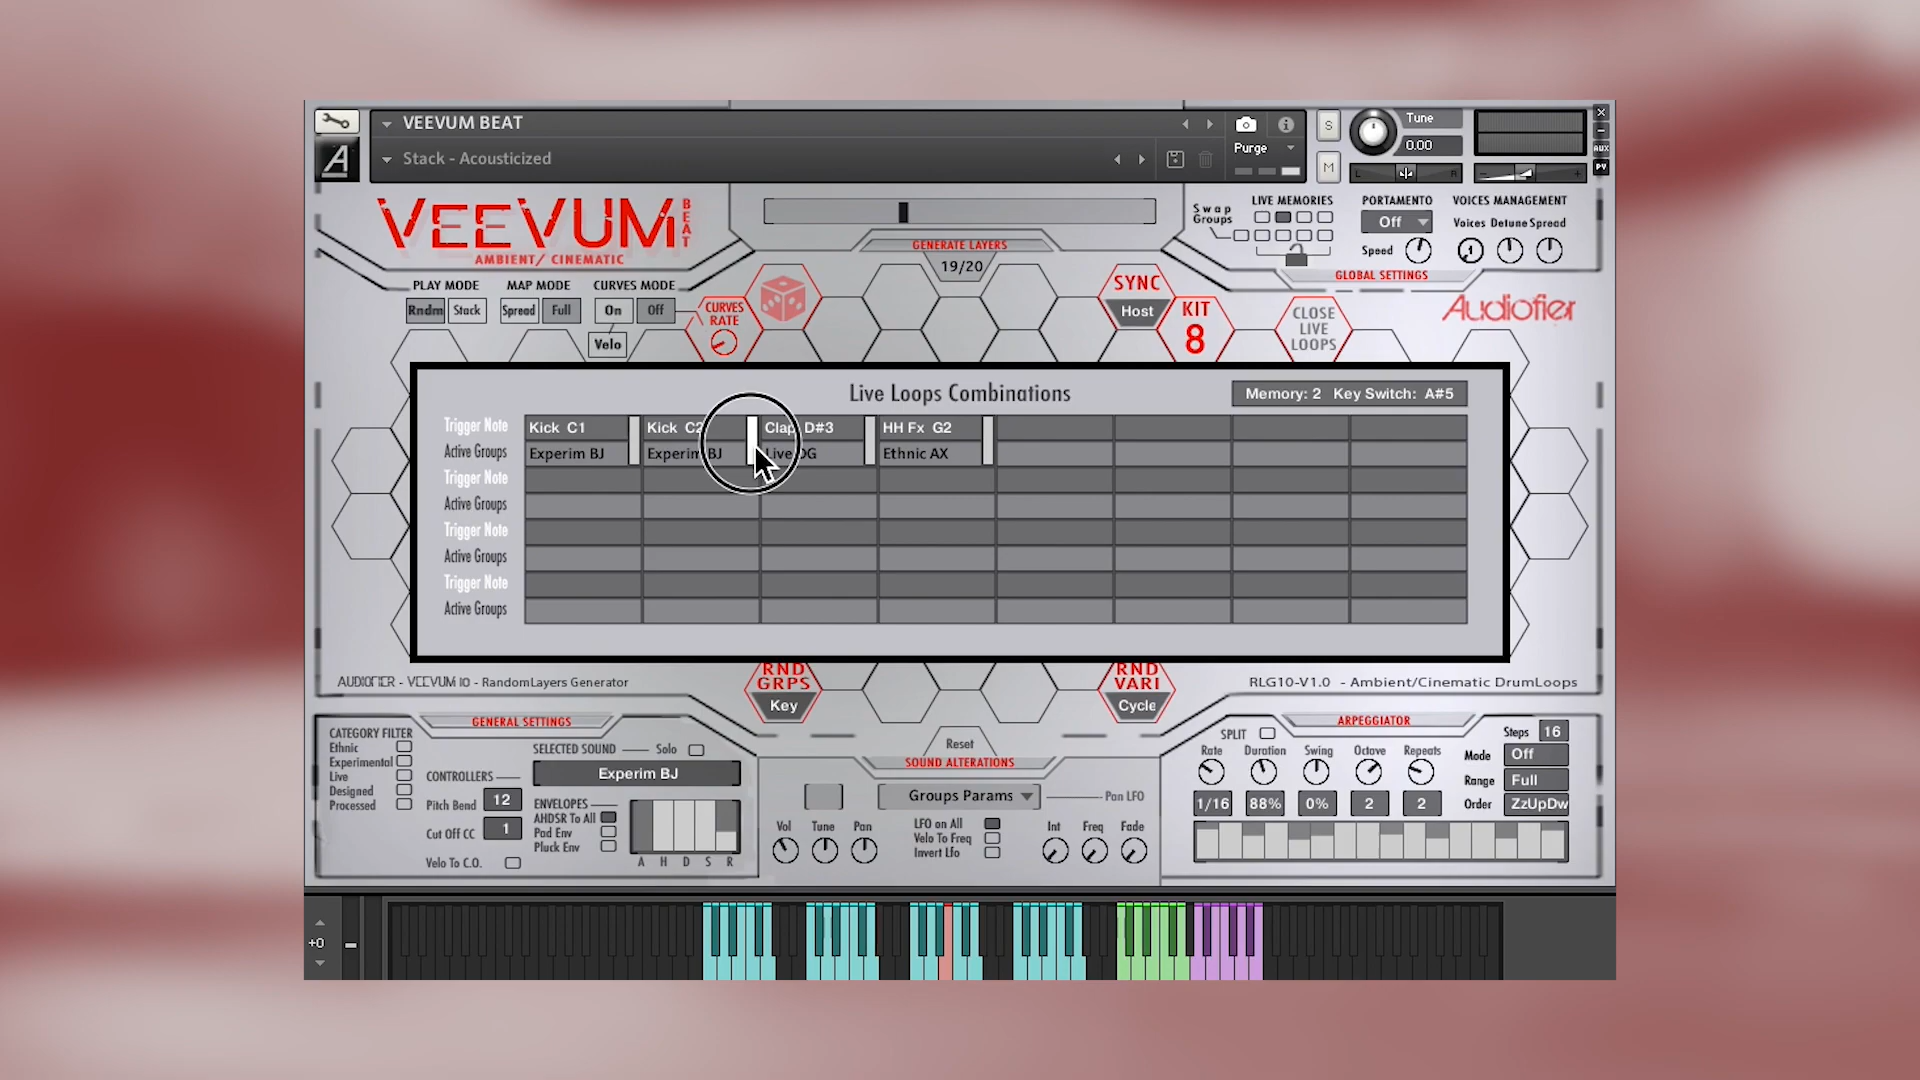 VEEVUM BEAT
Purge
S
M
Tune
0.00
L R
AUX
PV
A
Stack - Acousticized
VEEVUM BEAT
AMBIENT/ CINEMATIC
GENERATE LAYERS
19/20
Swap Groups
LIVE MEMORIES
PORTAMENTO
Off
Speed
VOICES MANAGEMENT
Voices Detune Spread
GLOBAL SETTINGS
PLAY MODE
Rndm Stack
MAP MODE
Spread Full
CURVES MODE
On Off
Velo
CURVES RATE
SYNC
Host
KIT
8
CLOSE LIVE LOOPS
Audiofier
Live Loops Combinations
Memory: 2 Key Switch: A#5
Trigger Note Kick C1 Kick C2 Clap D#3 HH Fx G2
Active Groups Experim BJ Experim BJ Live DG Ethnic AX
Trigger Note
Active Groups
Trigger Note
Active Groups
Trigger Note
Active Groups
AUDIOFIER - VEEVUM 10 - RandomLayers Generator
RND GRPS
Key
RND VARI
Cycle
RLG10-V1.0 - Ambient/Cinematic DrumLoops
GENERAL SETTINGS
CATEGORY FILTER
Ethnic
Experimental
Live
Designed
Processed
CONTROLLERS
Pitch Bend 12
Cut Off CC 1
Velo To C.O.
SELECTED SOUND Solo
Experim BJ
ENVELOPES
AHDSR To All
Pad Env
Pluck Env
A H D S R
Reset
SOUND ALTERATIONS
Groups Params
Pan LFO
Vol Tune Pan
LFO on All
Velo To Freq
Invert Lfo
Int Freq Fade
ARPEGGIATOR
SPLIT
Steps 16
Rate Duration Swing Octave Repeats
1/16 88% 0% 2 2
Mode Off
Range Full
Order ZzUpDw
+0